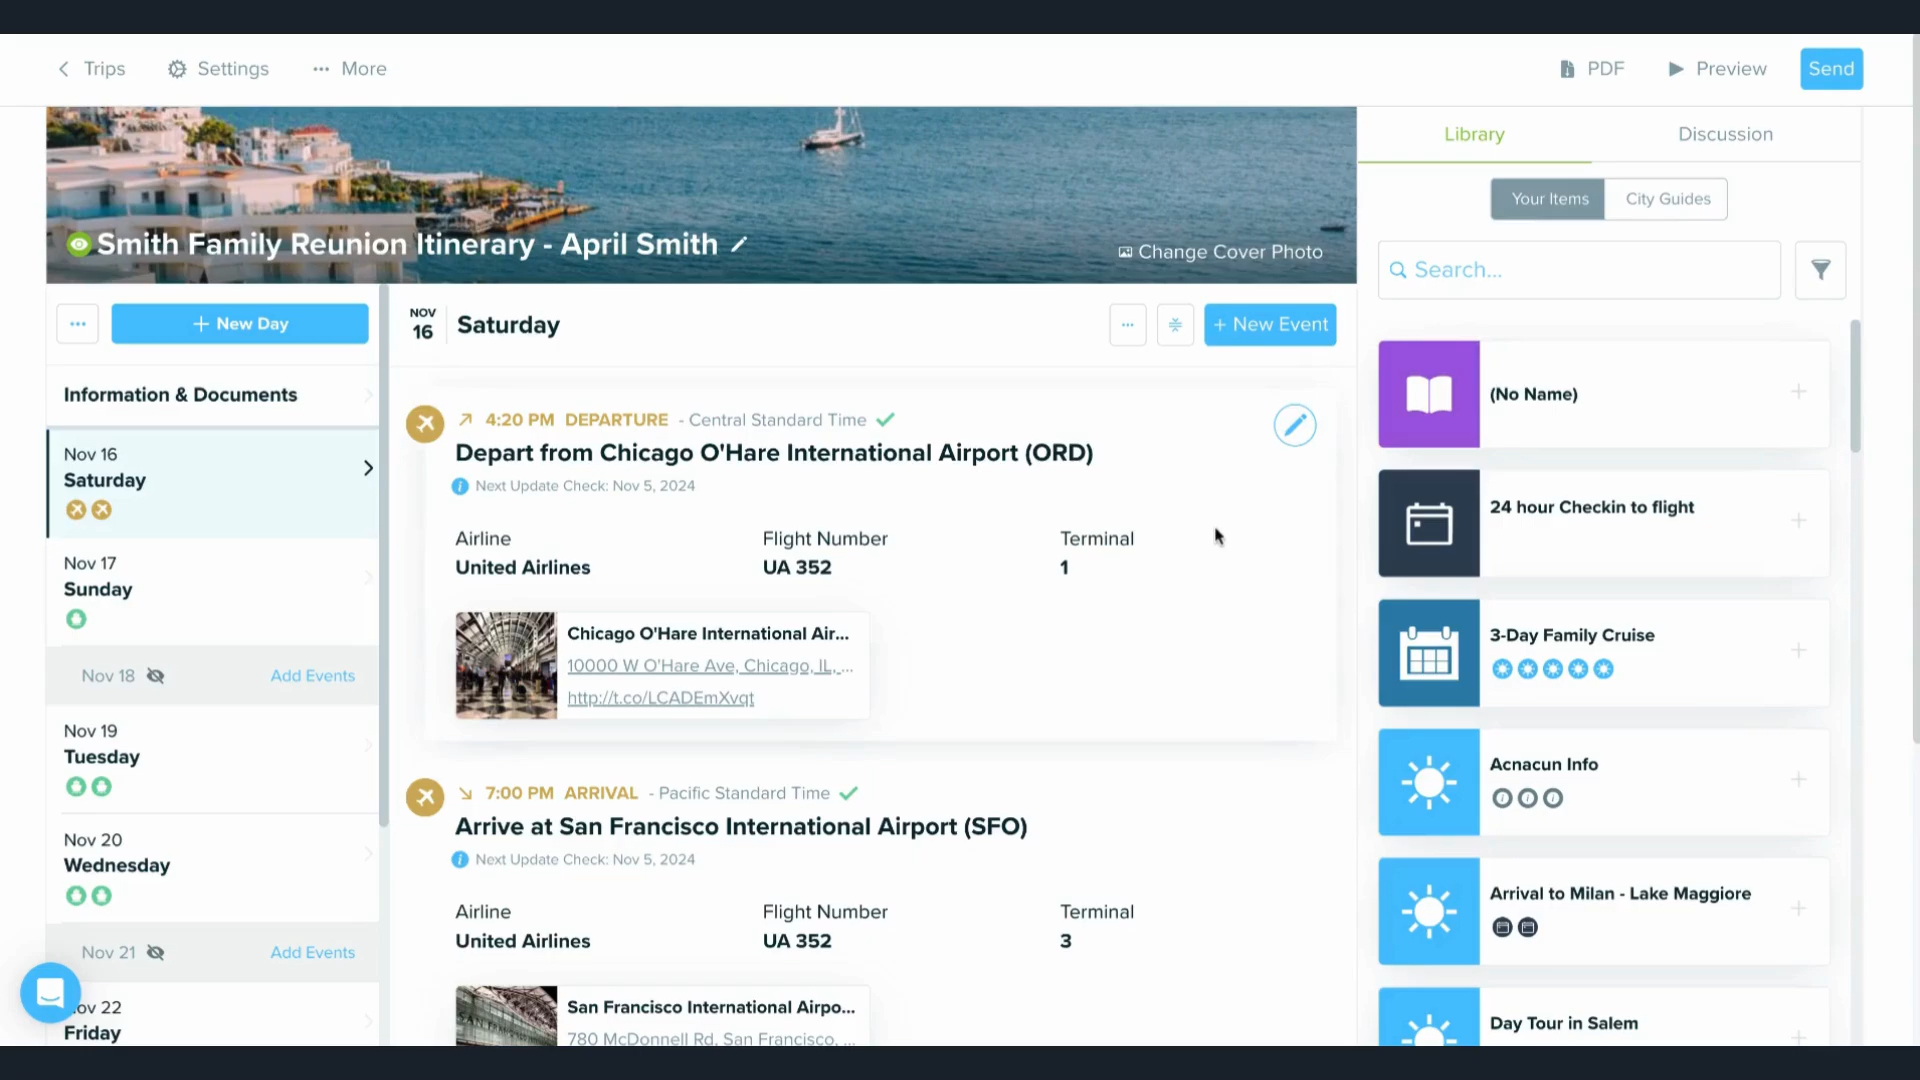 Trips
Settings
More
PDF
Preview
Send
Smith Family Reunion Itinerary - April Smith
Change Cover Photo
Library
Discussion
Your Items
City Guides
Search...
+ New Day
Information & Documents
Nov 16
Saturday
Nov 17
Sunday
Nov 18
Add Events
Nov 19
Tuesday
Nov 20
Wednesday
Nov 21
Add Events
ov 22
Friday
NOV
16
Saturday
+ New Event
4:20 PM DEPARTURE - Central Standard Time
Depart from Chicago O'Hare International Airport (ORD)
Next Update Check: Nov 5, 2024
Airline
Flight Number
Terminal
United Airlines
UA 352
1
Chicago O'Hare International Air...
10000 W O'Hare Ave, Chicago, IL, ...
http://t.co/LCADEmXvqt
7:00 PM ARRIVAL - Pacific Standard Time
Arrive at San Francisco International Airport (SFO)
Next Update Check: Nov 5, 2024
Airline
Flight Number
Terminal
United Airlines
UA 352
3
San Francisco International Airpo...
780 McDonnell Rd, San Francisco, ...
(No Name)
24 hour Checkin to flight
3-Day Family Cruise
Acnacun Info
Arrival to Milan - Lake Maggiore
Day Tour in Salem